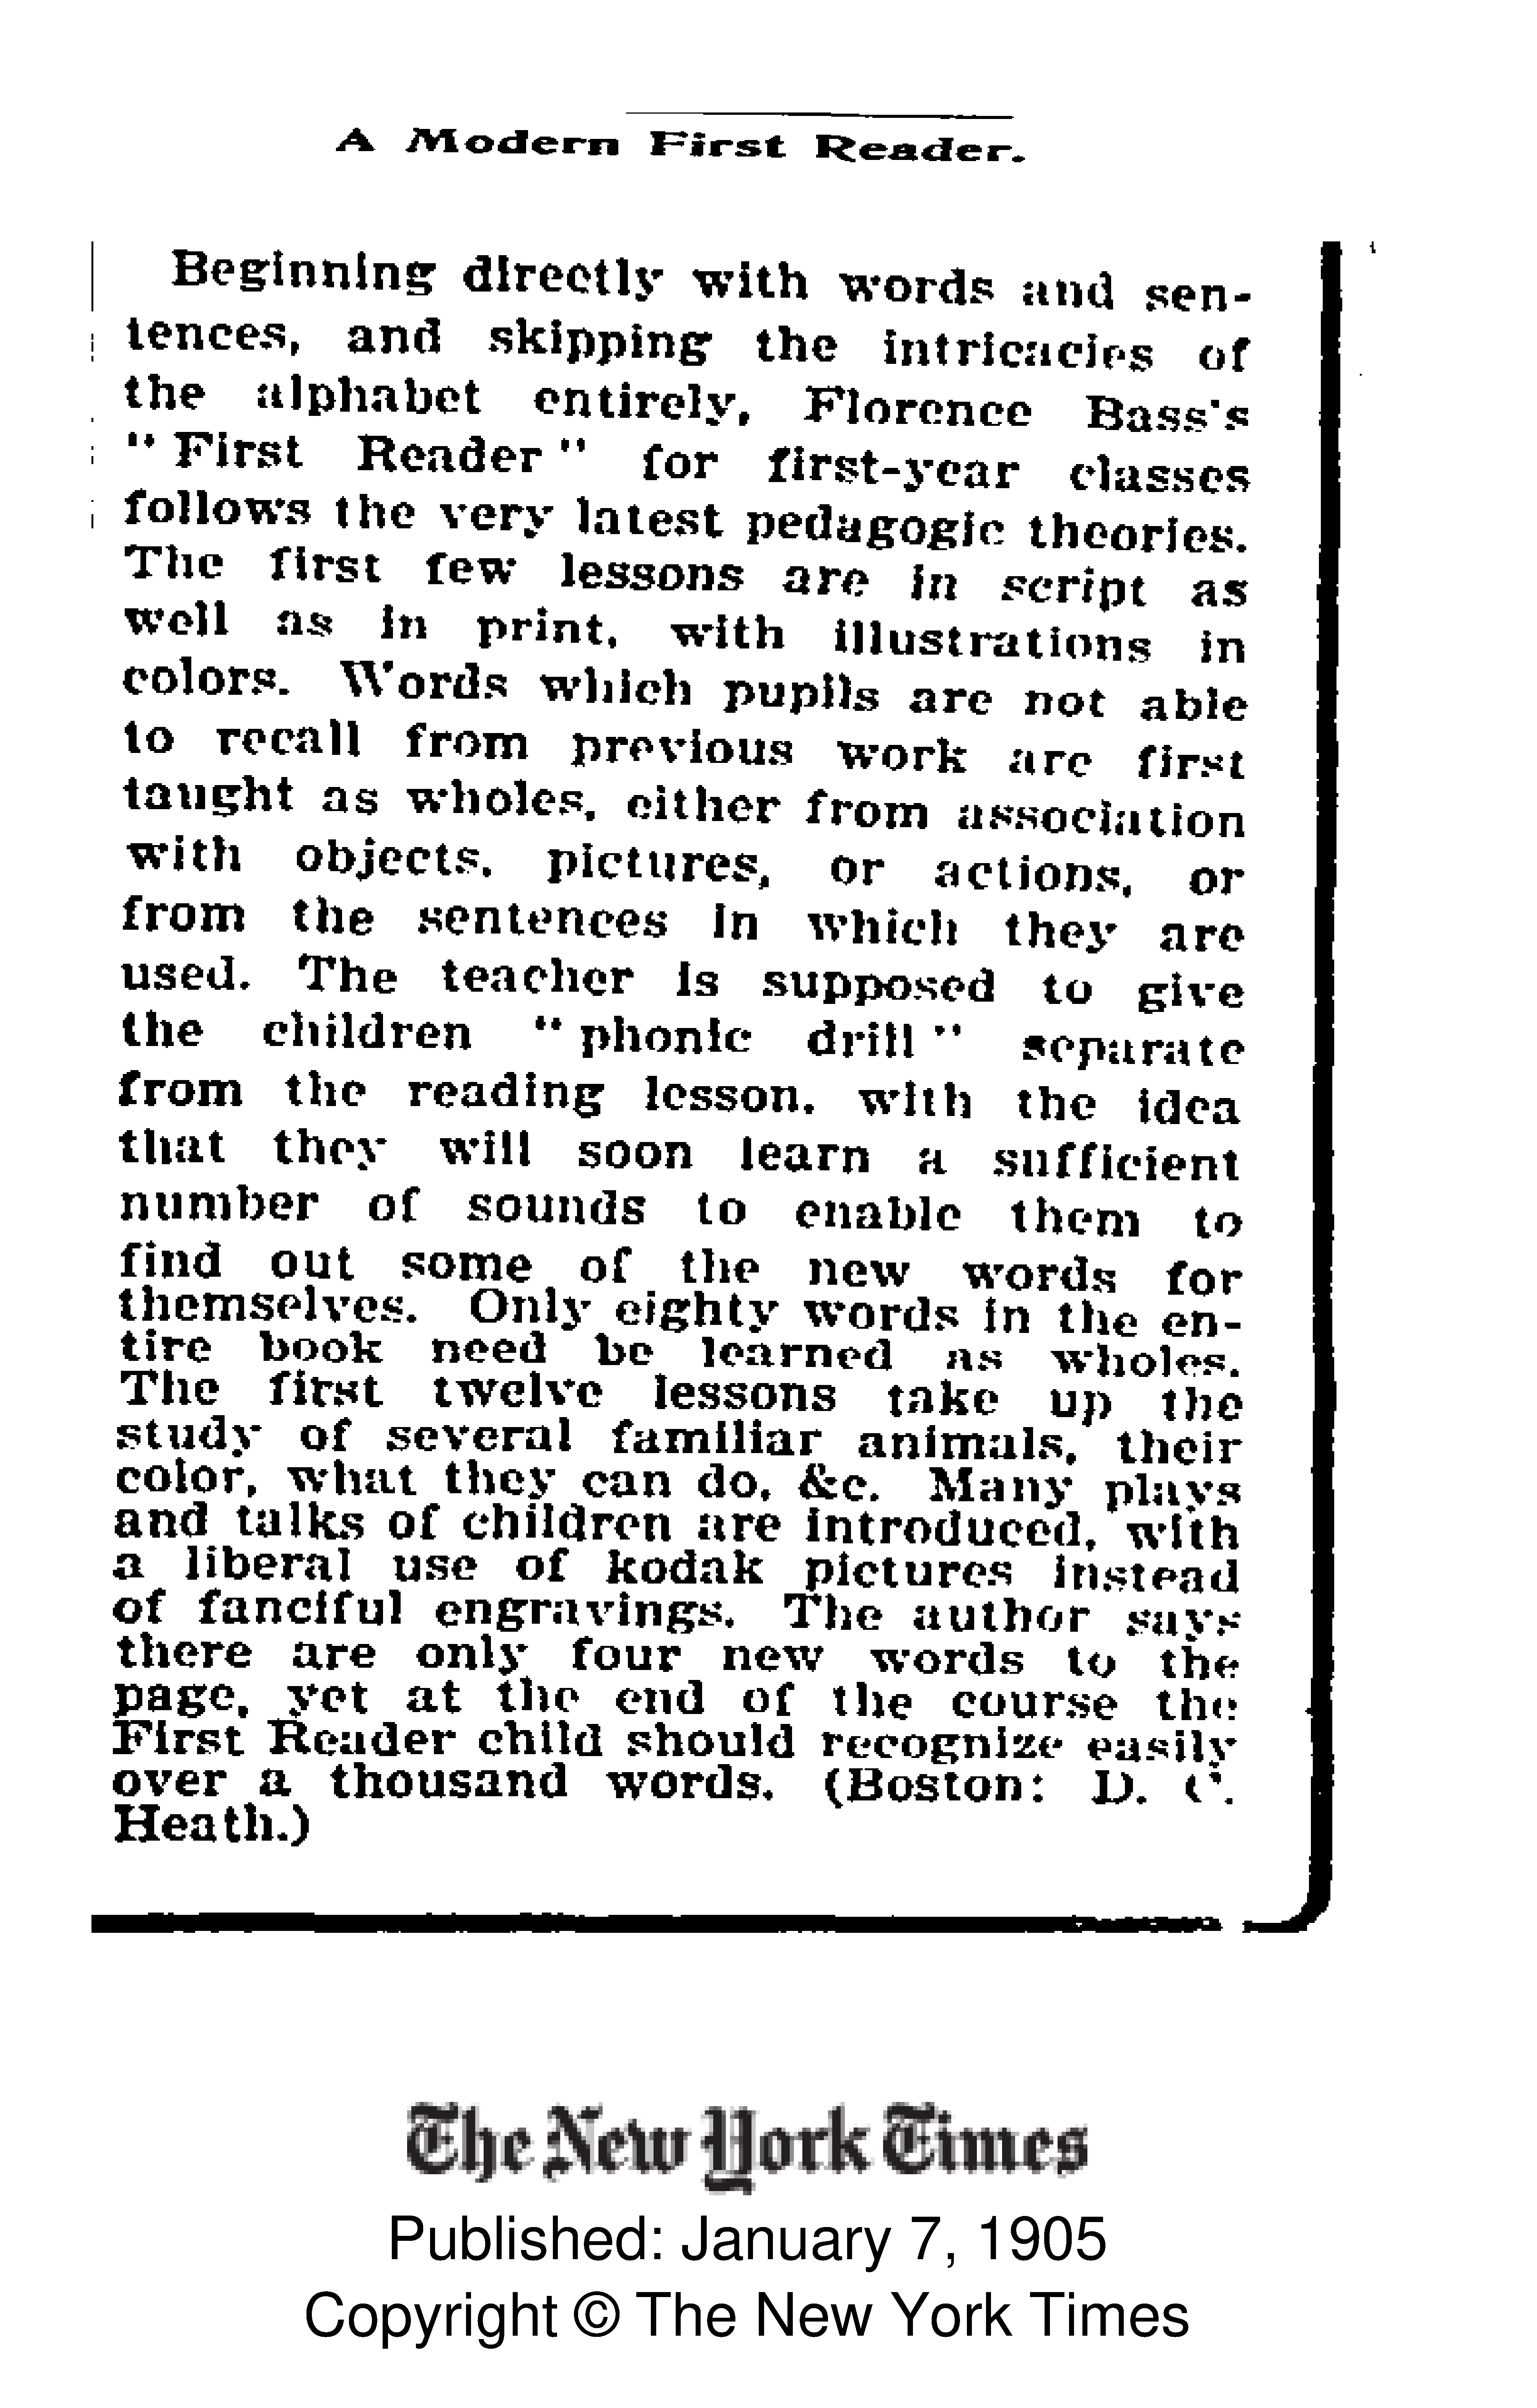 A Modern First Reader.
Beginning directly with words and sen-
tences, and skipping the intricacies of
the alphabet entirely, Florence Bass's
" First Reader " for first-year classes
follows the very latest pedagogic theories.
The first few lessons are in script as
well as in print, with illustrations in
colors. Words which pupils are not able
to recall from previous work are first
taught as wholes, either from association
with objects, pictures, or actions, or
from the sentences in which they are
used. The teacher is supposed to give
the children " phonic drill " separate
from the reading lesson, with the idea
that they will soon learn a sufficient
number of sounds to enable them to
find out some of the new words for
themselves. Only eighty words in the en-
tire book need be learned as wholes.
The first twelve lessons take up the
study of several familiar animals, their
color, what they can do, &c. Many plays
and talks of children are introduced, with
a liberal use of kodak pictures instead
of fanciful engravings. The author says
there are only four new words to the
page, yet at the end of the course the
First Reader child should recognize easily
over a thousand words. (Boston: D. C.
Heath.)
The New York Times
Published: January 7, 1905
Copyright © The New York Times